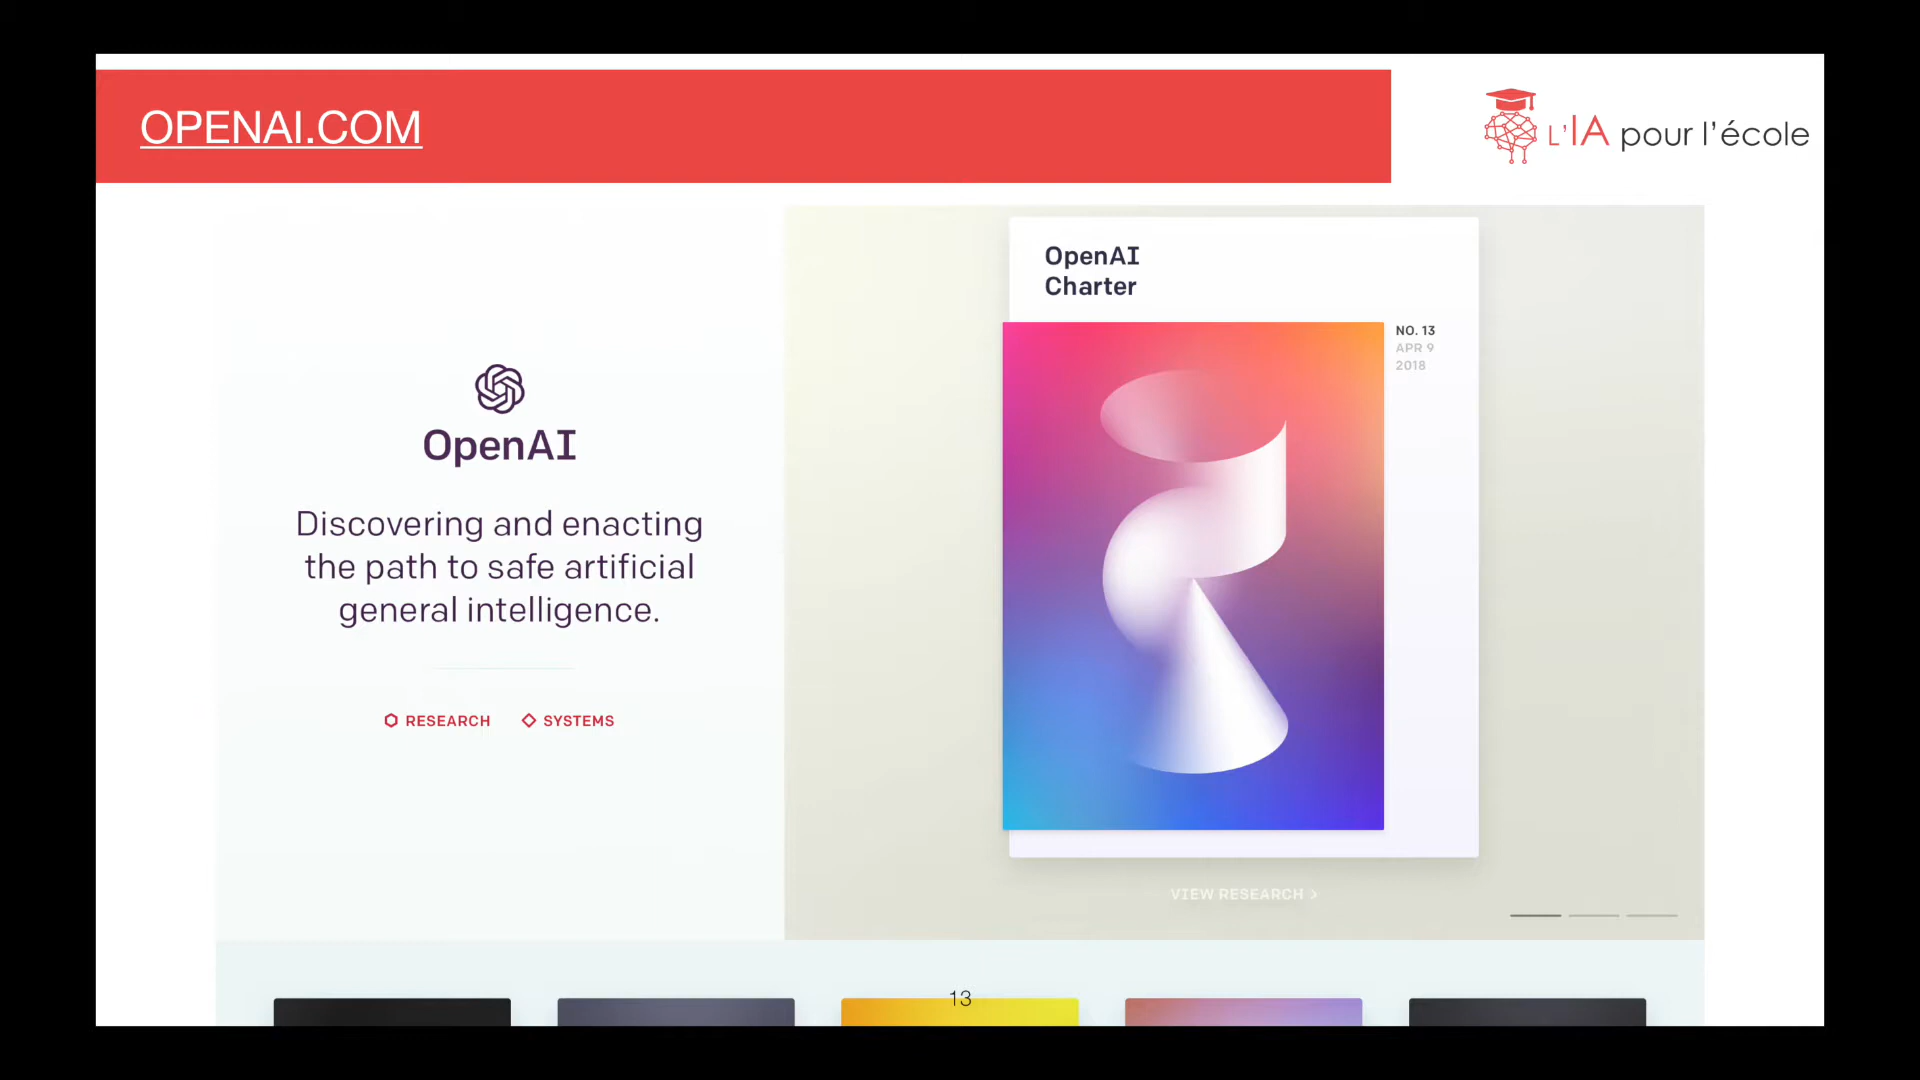 OPENAI.COM
L'IA pour l'école
OpenAI
Charter
NO. 13
APR 9
2018
OpenAI
Discovering and enacting
the path to safe artificial
general intelligence.
RESEARCH SYSTEMS
VIEW RESEARCH >
13